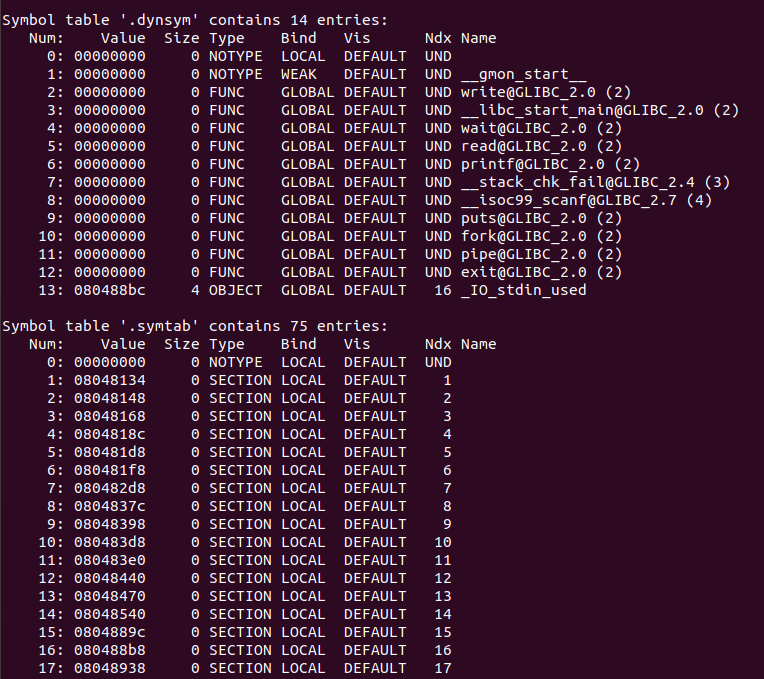 Symbol table '.dynsym' contains 14 entries:
   Num:    Value  Size Type    Bind   Vis      Ndx Name
     0: 00000000     0 NOTYPE  LOCAL  DEFAULT  UND
     1: 00000000     0 NOTYPE  WEAK   DEFAULT  UND __gmon_start__
     2: 00000000     0 FUNC    GLOBAL DEFAULT  UND write@GLIBC_2.0 (2)
     3: 00000000     0 FUNC    GLOBAL DEFAULT  UND __libc_start_main@GLIBC_2.0 (2)
     4: 00000000     0 FUNC    GLOBAL DEFAULT  UND wait@GLIBC_2.0 (2)
     5: 00000000     0 FUNC    GLOBAL DEFAULT  UND read@GLIBC_2.0 (2)
     6: 00000000     0 FUNC    GLOBAL DEFAULT  UND printf@GLIBC_2.0 (2)
     7: 00000000     0 FUNC    GLOBAL DEFAULT  UND __stack_chk_fail@GLIBC_2.4 (3)
     8: 00000000     0 FUNC    GLOBAL DEFAULT  UND __isoc99_scanf@GLIBC_2.7 (4)
     9: 00000000     0 FUNC    GLOBAL DEFAULT  UND puts@GLIBC_2.0 (2)
    10: 00000000     0 FUNC    GLOBAL DEFAULT  UND fork@GLIBC_2.0 (2)
    11: 00000000     0 FUNC    GLOBAL DEFAULT  UND pipe@GLIBC_2.0 (2)
    12: 00000000     0 FUNC    GLOBAL DEFAULT  UND exit@GLIBC_2.0 (2)
    13: 080488bc     4 OBJECT  GLOBAL DEFAULT   16 _IO_stdin_used
Symbol table '.symtab' contains 75 entries:
   Num:    Value  Size Type    Bind   Vis      Ndx Name
     0: 00000000     0 NOTYPE  LOCAL  DEFAULT  UND
     1: 08048134     0 SECTION LOCAL  DEFAULT    1
     2: 08048148     0 SECTION LOCAL  DEFAULT    2
     3: 08048168     0 SECTION LOCAL  DEFAULT    3
     4: 0804818c     0 SECTION LOCAL  DEFAULT    4
     5: 080481d8     0 SECTION LOCAL  DEFAULT    5
     6: 080481f8     0 SECTION LOCAL  DEFAULT    6
     7: 080482d8     0 SECTION LOCAL  DEFAULT    7
     8: 0804837c     0 SECTION LOCAL  DEFAULT    8
     9: 08048398     0 SECTION LOCAL  DEFAULT    9
    10: 080483d8     0 SECTION LOCAL  DEFAULT   10
    11: 080483e0     0 SECTION LOCAL  DEFAULT   11
    12: 08048440     0 SECTION LOCAL  DEFAULT   12
    13: 08048470     0 SECTION LOCAL  DEFAULT   13
    14: 08048540     0 SECTION LOCAL  DEFAULT   14
    15: 0804889c     0 SECTION LOCAL  DEFAULT   15
    16: 080488b8     0 SECTION LOCAL  DEFAULT   16
    17: 08048938     0 SECTION LOCAL  DEFAULT   17